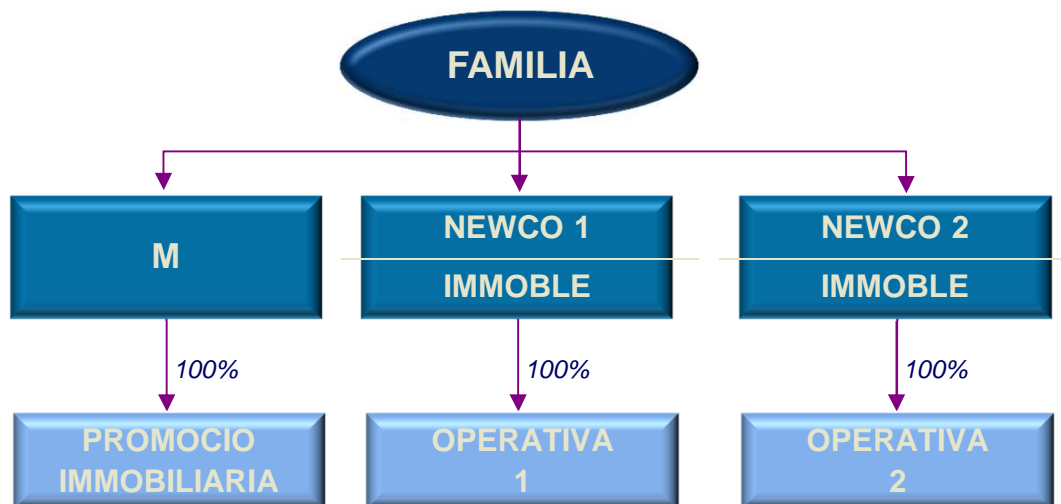 FAMILIA
M
NEWCO 1
IMMOBLE
NEWCO 2
IMMOBLE
100%
100%
100%
PROMOCIO
IMMOBILIARIA
OPERATIVA
1
OPERATIVA
2